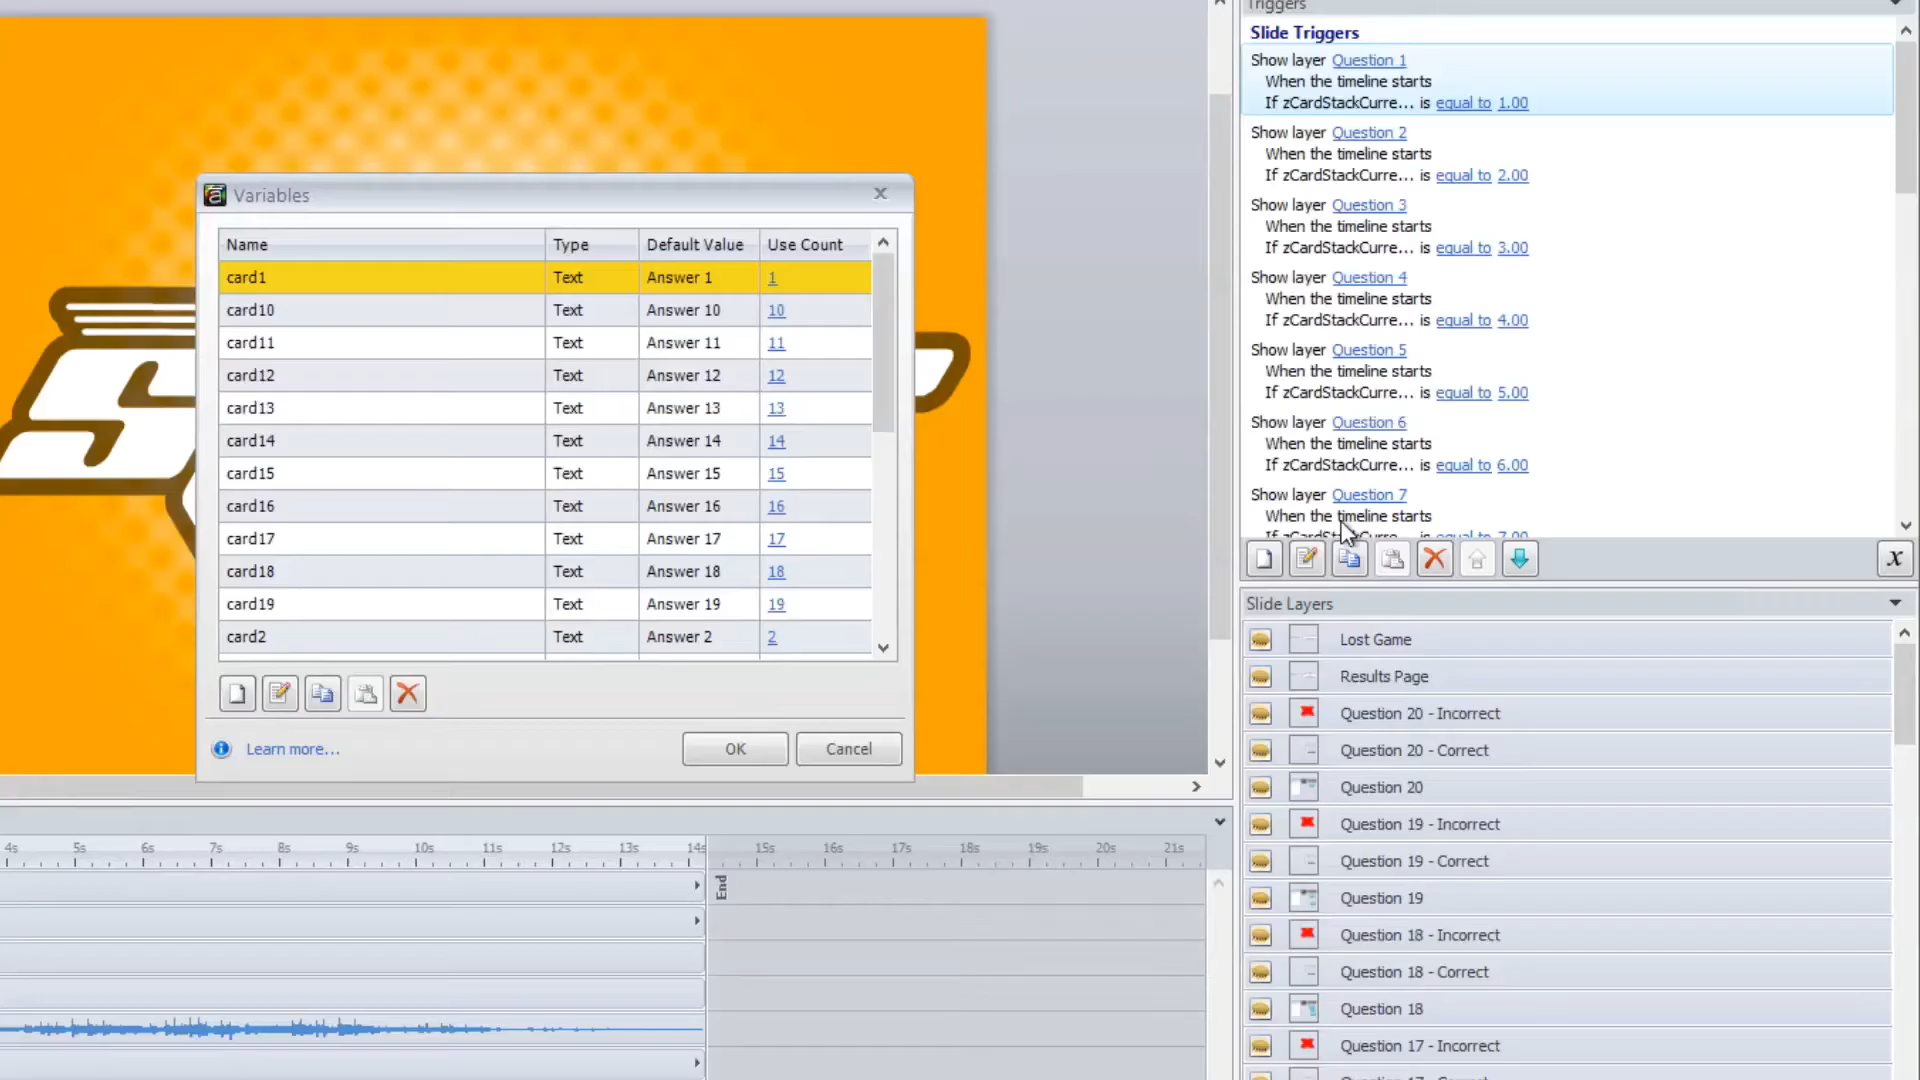 Triggers
Slide Triggers
Show layer Question 1
When the timeline starts
If zCardStackCurre... is equal to 1.00
Show layer Question 2
When the timeline starts
If zCardStackCurre... is equal to 2.00
Show layer Question 3
When the timeline starts
If zCardStackCurre... is equal to 3.00
Show layer Question 4
When the timeline starts
If zCardStackCurre... is equal to 4.00
Show layer Question 5
When the timeline starts
If zCardStackCurre... is equal to 5.00
Show layer Question 6
When the timeline starts
If zCardStackCurre... is equal to 6.00
Show layer Question 7
When the timeline starts
If zCardStackCurre... is equal to 7.00
x
Variables
Name Type Default Value Use Count
card1 Text Answer 1 1
card10 Text Answer 10 10
card11 Text Answer 11 11
card12 Text Answer 12 12
card13 Text Answer 13 13
card14 Text Answer 14 14
card15 Text Answer 15 15
card16 Text Answer 16 16
card17 Text Answer 17 17
card18 Text Answer 18 18
card19 Text Answer 19 19
card2 Text Answer 2 2
Learn more...
OK
Cancel
Slide Layers
Lost Game
Results Page
Question 20 - Incorrect
Question 20 - Correct
Question 20
Question 19 - Incorrect
Question 19 - Correct
Question 19
Question 18 - Incorrect
Question 18 - Correct
Question 18
Question 17 - Incorrect
Question 17 - Correct
4s 5s 6s 7s 8s 9s 10s 11s 12s 13s 14s 15s 16s 17s 18s 19s 20s 21s
End